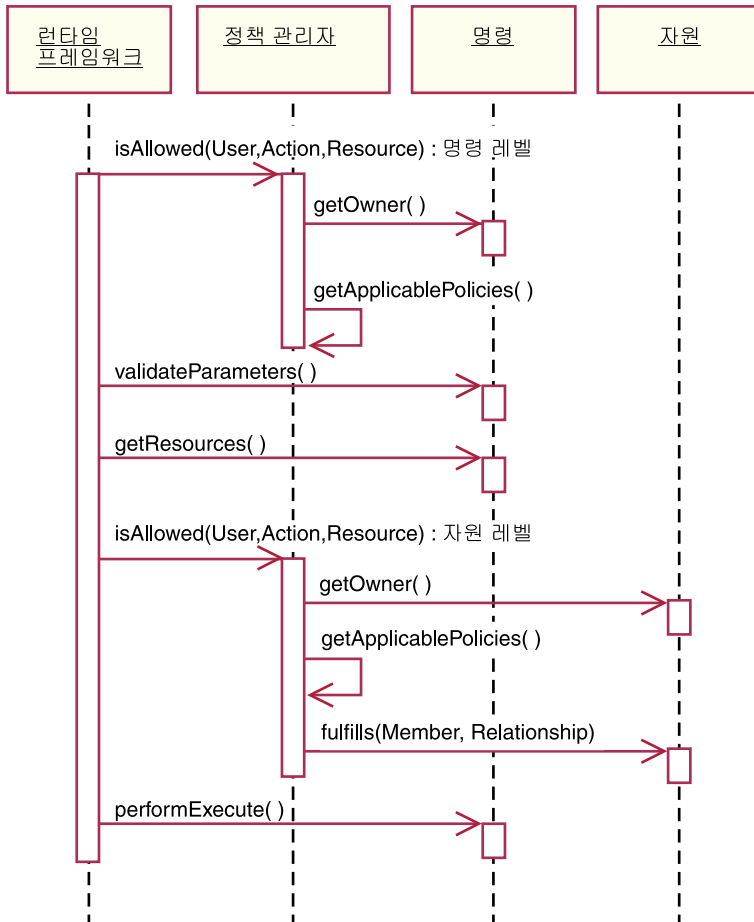 런타임
프레임워크
정책 관리자
명령
자원
isAllowed(User,Action,Resource) : 명령 레벨
getOwner( )
getApplicablePolicies( )
validateParameters( )
getResources( )
isAllowed(User,Action,Resource) : 자원 레벨
getOwner( )
getApplicablePolicies( )
fulfills(Member, Relationship)
performExecute( )